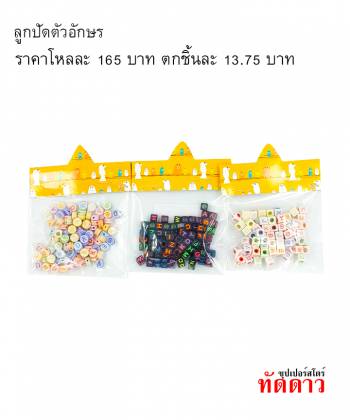 ลูกปัดตัวอักษร
ราคาโหลละ 165 บาท ตกชิ้นละ 13.75 บาท
ซุปเปอร์สโตร์
ทัดดาว